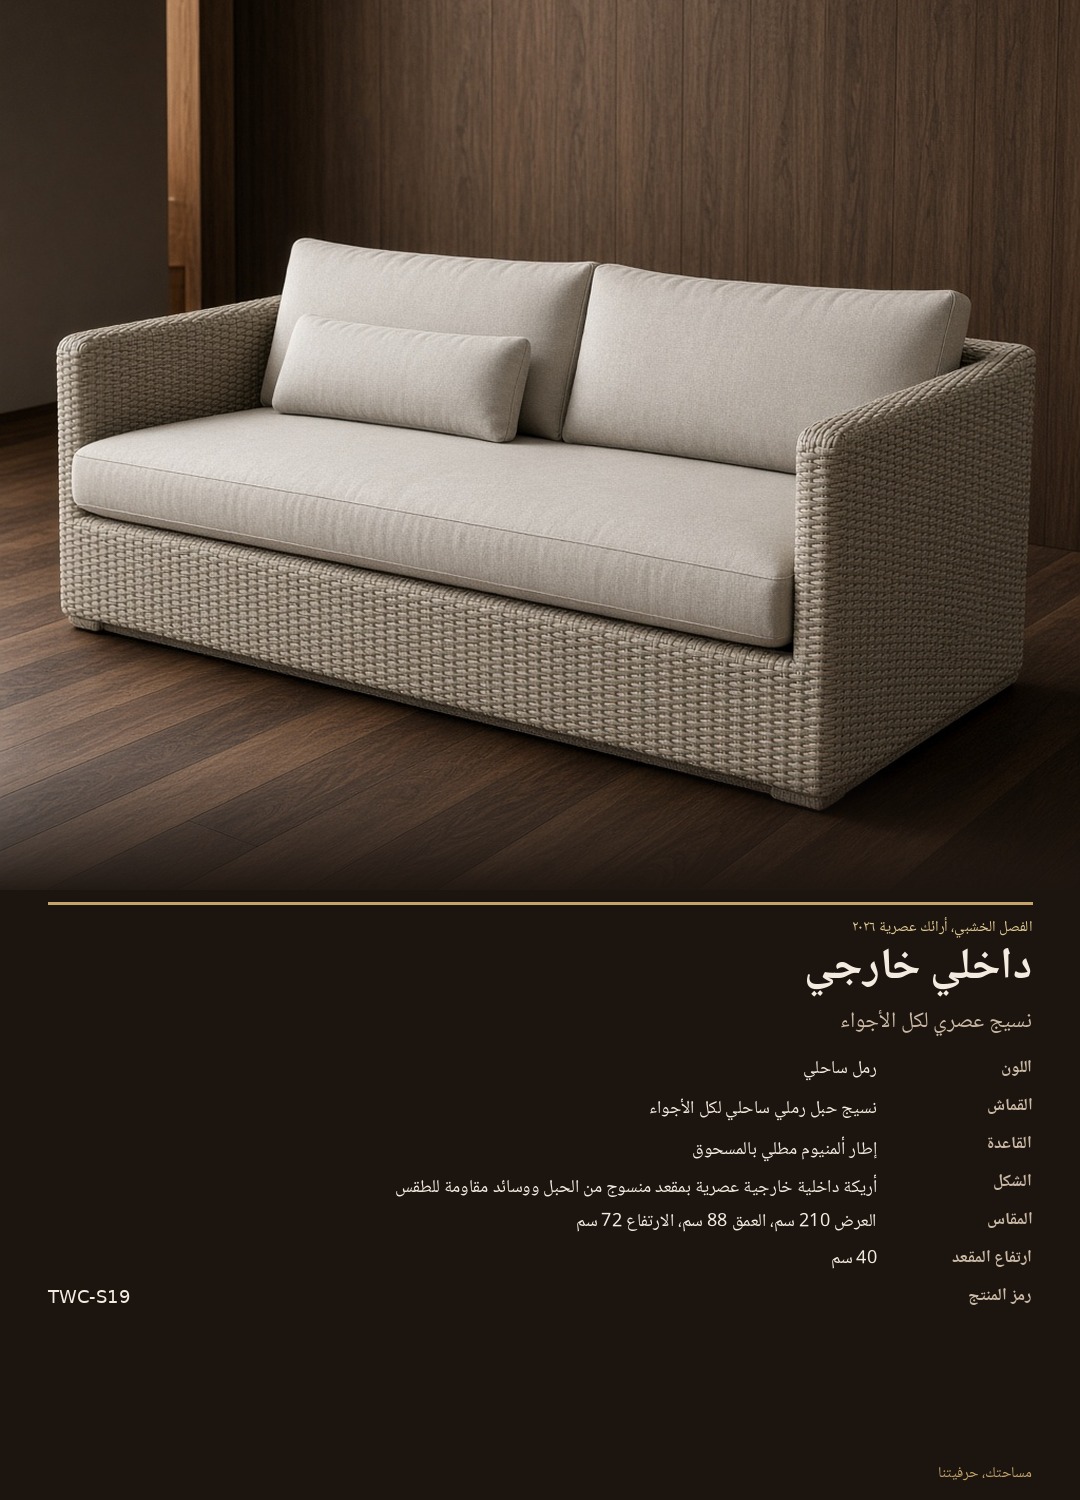 الفصل الخشبي، أرائك عصرية ٢٠٢٦
داخلي خارجي
نسيج عصري لكل الأجواء
اللون رمل ساحلي
القماش نسيج حبل رملي ساحلي لكل الأجواء
القاعدة إطار ألمنيوم مطلي بالمسحوق
الشكل أريكة داخلية خارجية عصرية بمقعد منسوج من الحبل ووسائد مقاومة للطقس
المقاس العرض 210 سم، العمق 88 سم، الارتفاع 72 سم
ارتفاع المقعد 40 سم
رمز المنتج TWC-S19
مساحتك، حرفيتنا